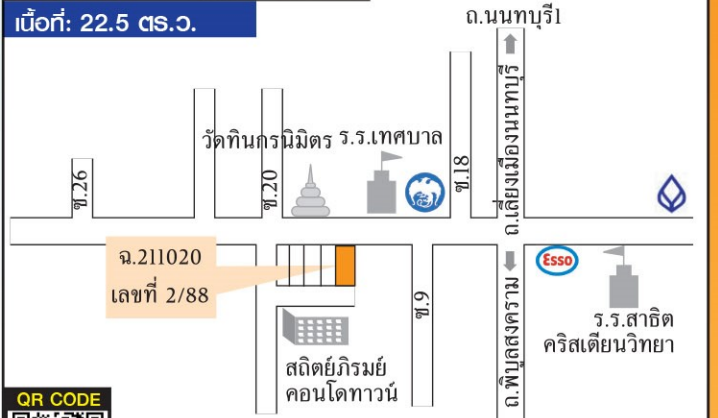 เนื้อที่: 22.5 ตร.ว.
ถ.นนทบุรี1
ถ.เลี่ยงเมืองนนทบุรี
วัดทินกรนิมิตร
ร.ร.เทศบาล
ซ.26
ซ.20
ซ.18
ฉ.211020
เลขที่ 2/88
ซ.9
ถ.พิบูลสงคราม
Esso
ร.ร.สาธิต
คริสเตียนวิทยา
สถิตย์ภิรมย์
คอนโดทาวน์
QR CODE